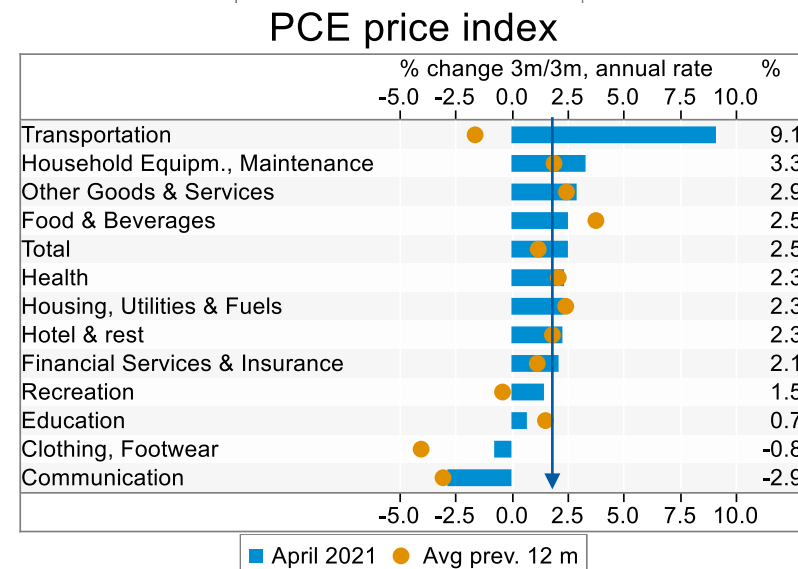 PCE price index
% change 3m/3m, annual rate %
-5.0 -2.5 0.0 2.5 5.0 7.5 10.0
Transportation 9.1
Household Equipm., Maintenance 3.3
Other Goods & Services 2.9
Food & Beverages 2.5
Total 2.5
Health 2.3
Housing, Utilities & Fuels 2.3
Hotel & rest 2.3
Financial Services & Insurance 2.1
Recreation 1.5
Education 0.7
Clothing, Footwear -0.8
Communication -2.9
-5.0 -2.5 0.0 2.5 5.0 7.5 10.0
April 2021 Avg prev. 12 m